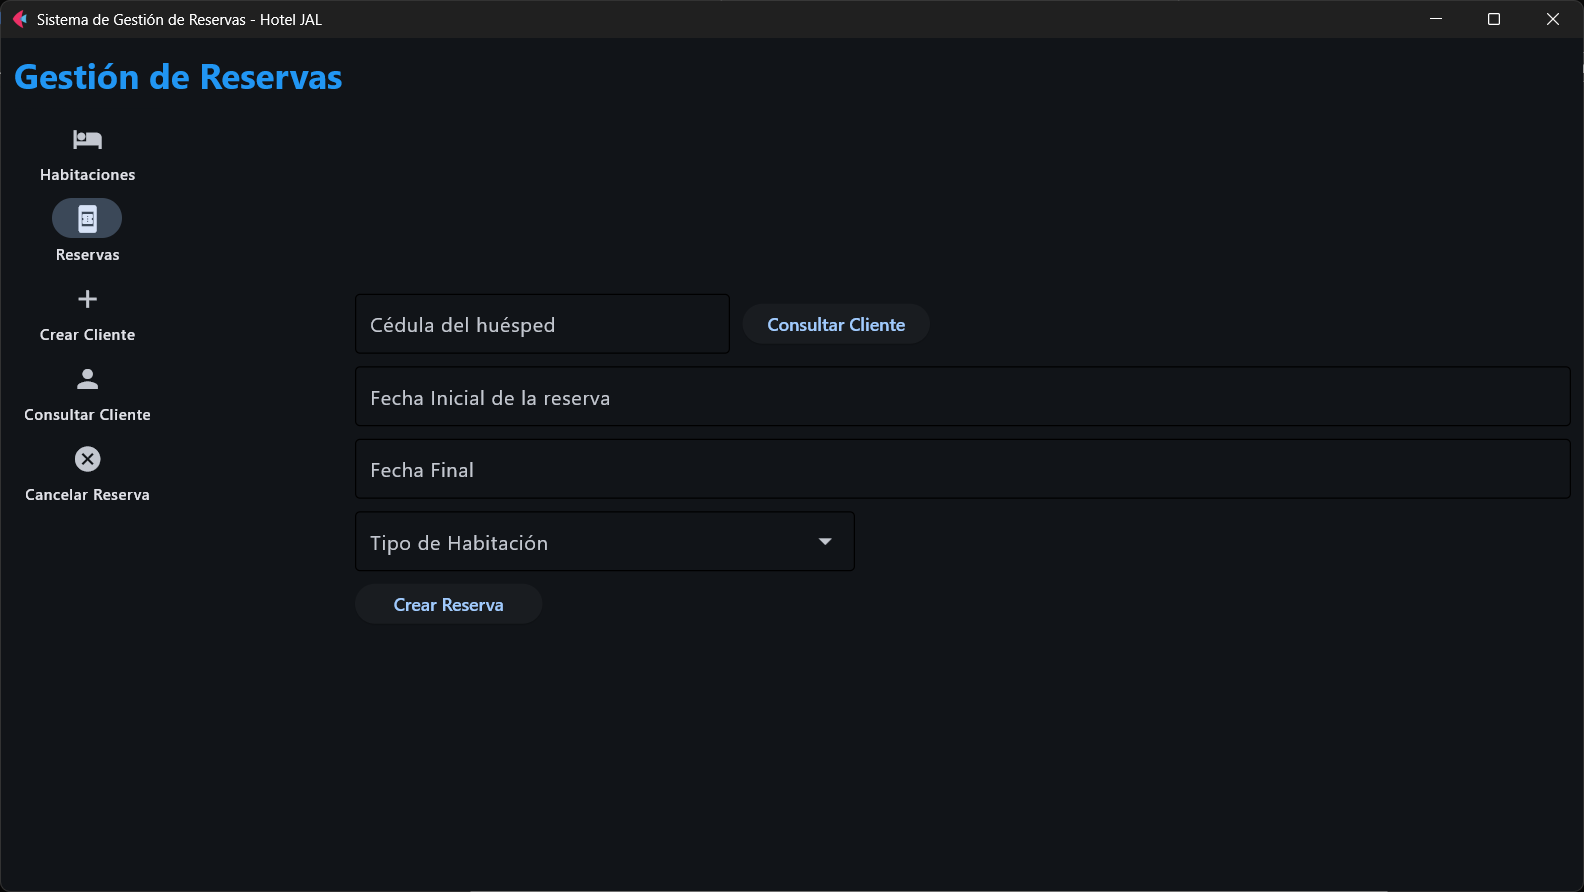 Sistema de Gestión de Reservas - Hotel JAL
Gestión de Reservas
Habitaciones
Reservas
Crear Cliente
Consultar Cliente
Cancelar Reserva
Cédula del huésped
Consultar Cliente
Fecha Inicial de la reserva
Fecha Final
Tipo de Habitación
Crear Reserva